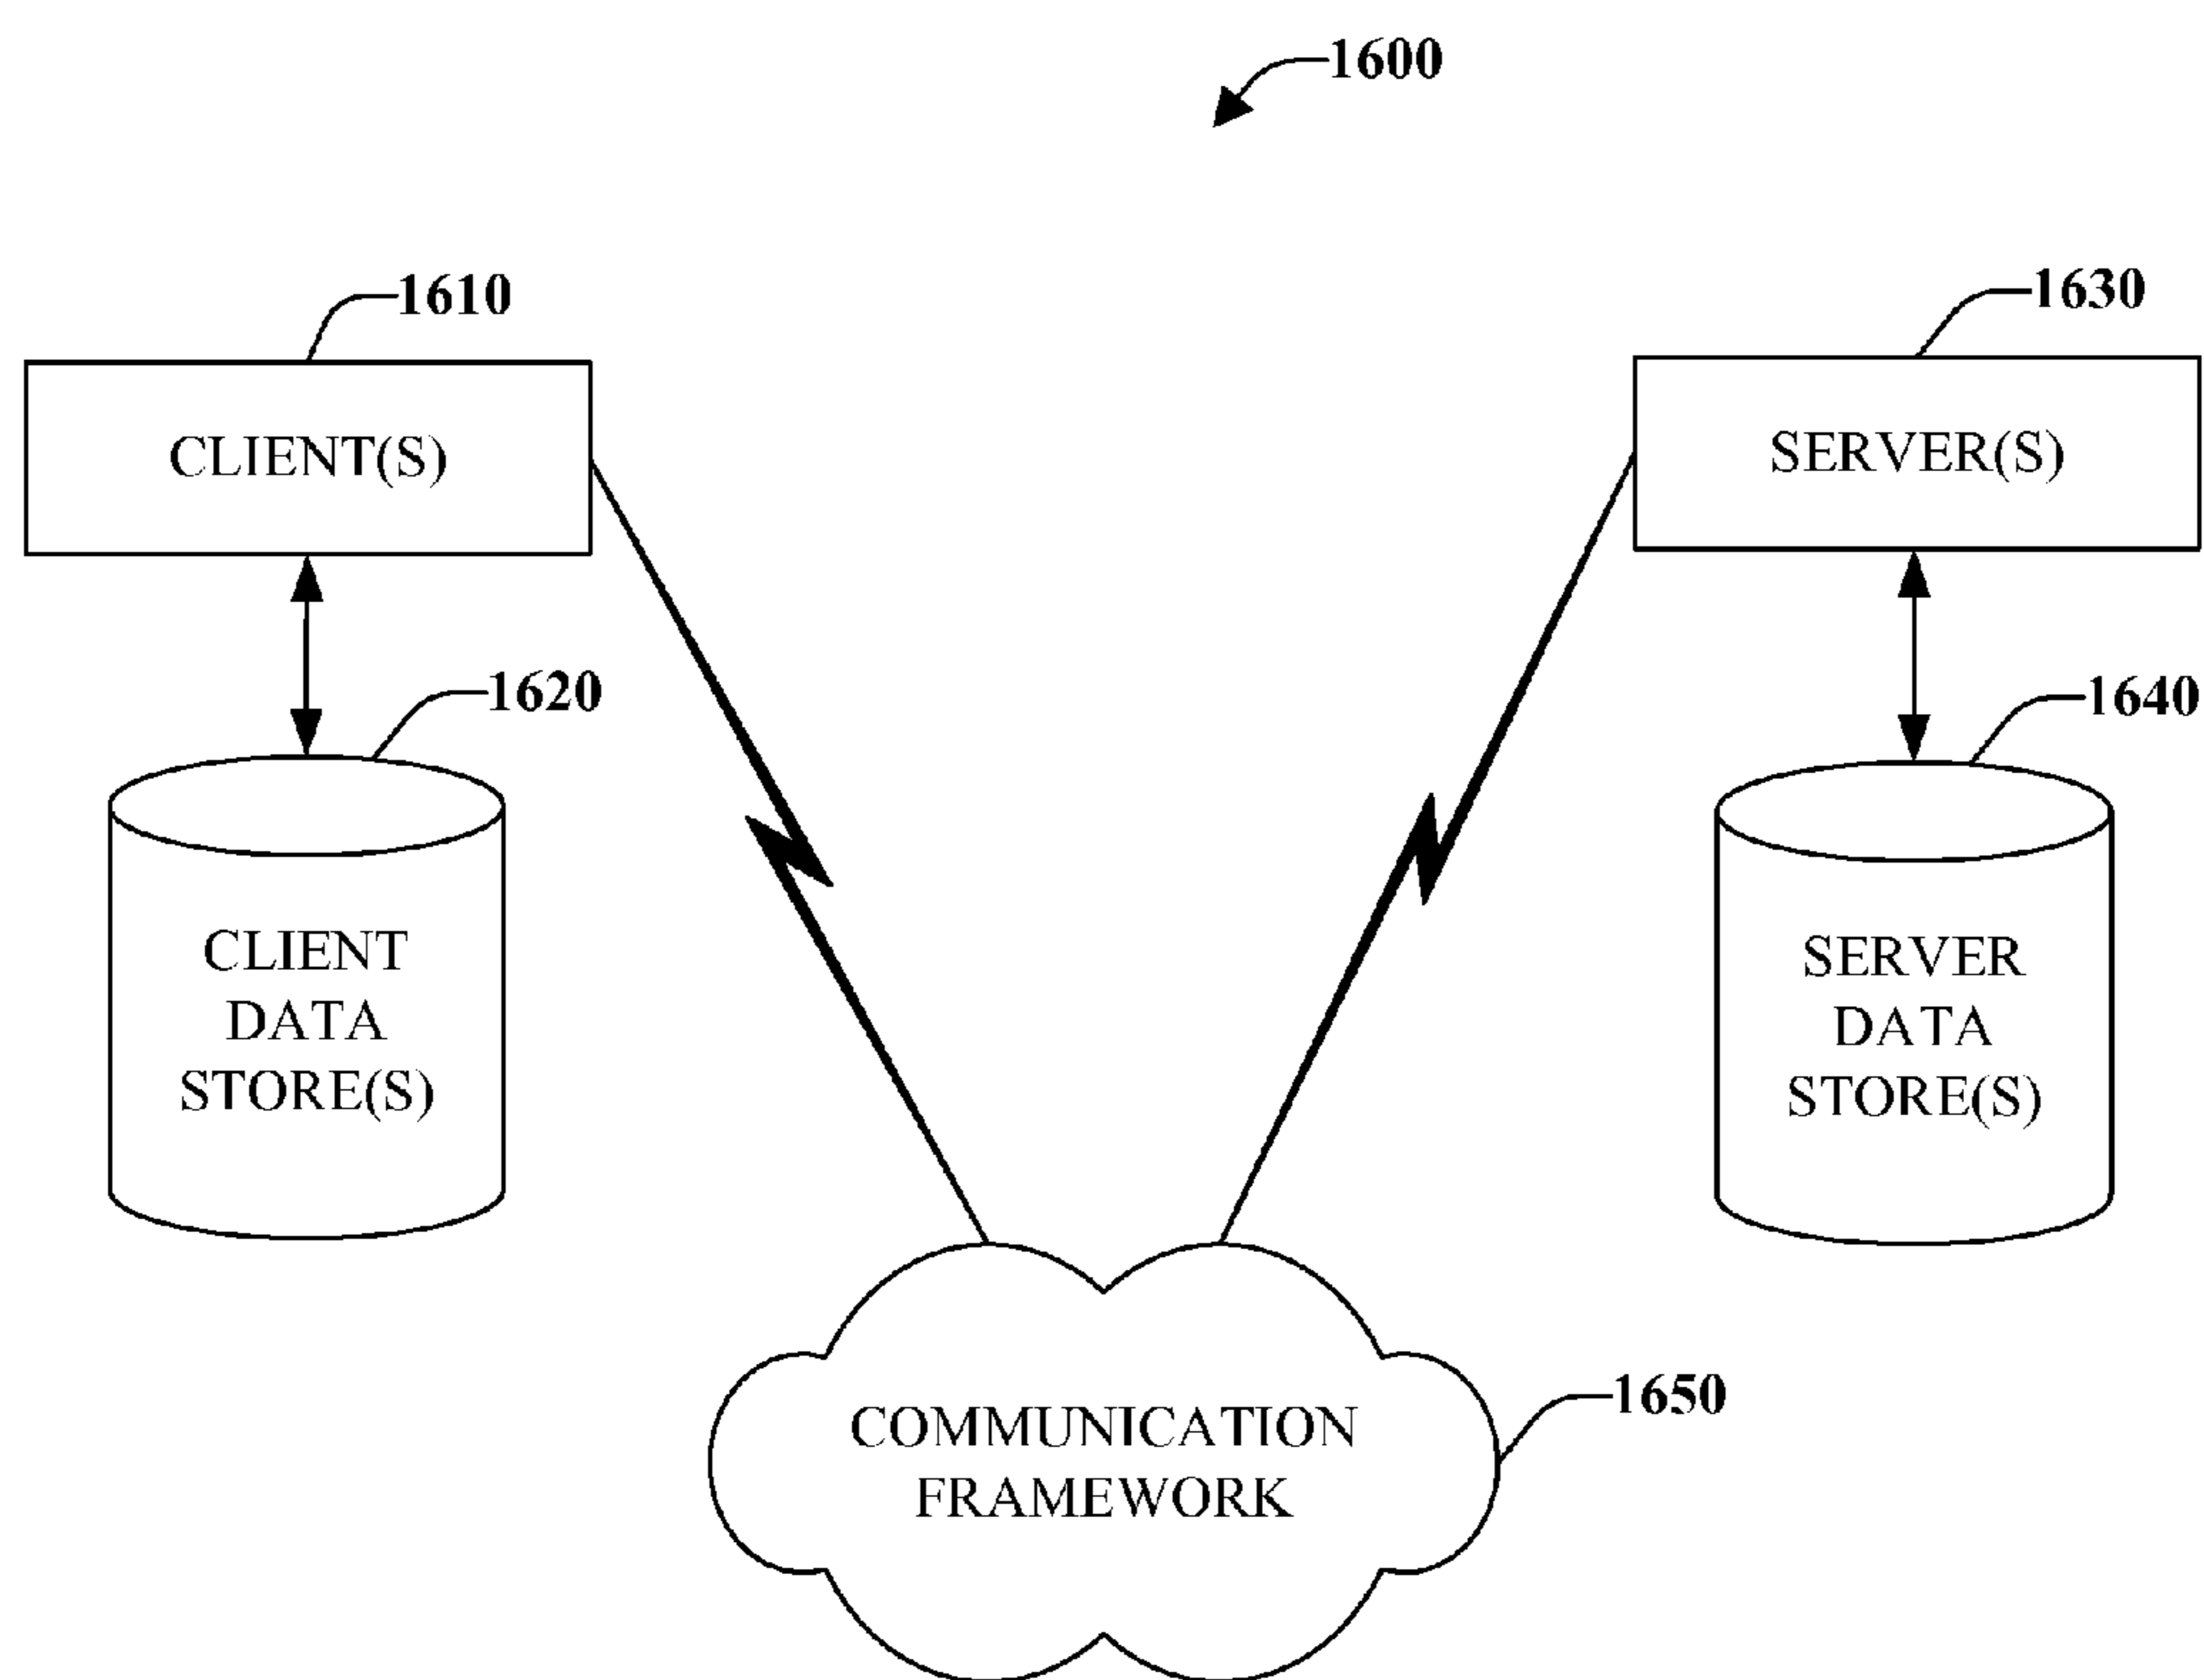 1600
1610
1630
CLIENT(S)
SERVER(S)
1620
1640
CLIENT
DATA
STORE(S)
SERVER
DATA
STORE(S)
1650
COMMUNICATION
FRAMEWORK